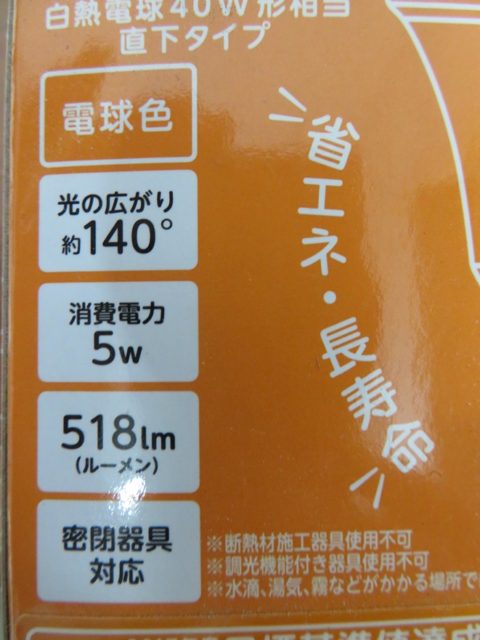 白熱電球40W形相当
直下タイプ
電球色
光の広がり
約140°
消費電力
5w
518lm
(ルーメン)
密閉器具
対応
省エネ・長寿命
※断熱材施工器具使用不可
※調光機能付き器具使用不可
※水滴、湯気、霧などがかかる場所で